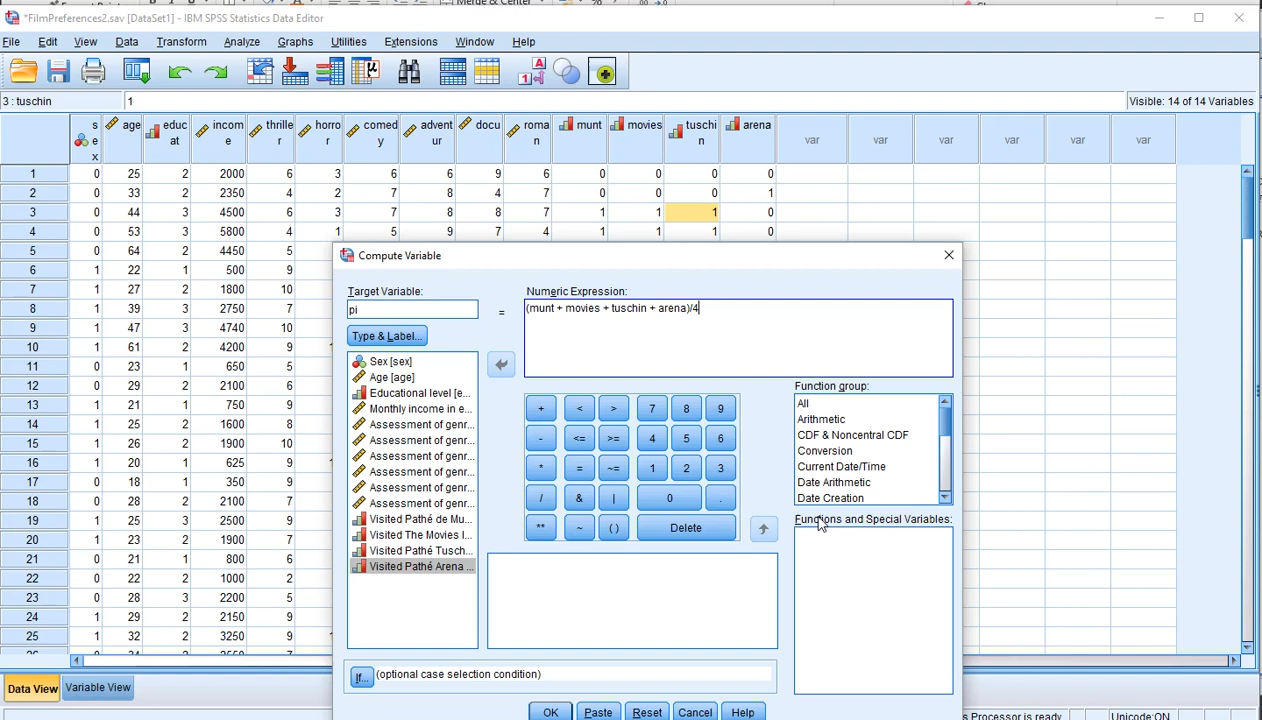 *FilmPreferences2.sav [DataSet1] - IBM SPSS Statistics Data Editor
File Edit View Data Transform Analyze Graphs Utilities Extensions Window Help
3 : tuschin 1 Visible: 14 of 14 Variables
sex age educat income thriller horror comedy adventur docu roman munt movies tuschin arena var var var var var var
1 0 25 2 2000 6 3 6 6 9 6 0 0 0 0
2 0 33 2 2350 4 2 7 8 4 7 0 0 0 1
3 0 44 3 4500 6 3 7 8 8 7 1 1 1 0
4 0 53 3 5800 4 1 5 9 7 4 1 1 1 0
5 0 64 2 4450 5
6 1 22 1 500 9
7 1 27 2 1800 10
8 1 39 3 2750 7
9 1 47 3 4740 10
10 1 61 2 4200 9
11 0 23 1 650 5
12 0 29 2 2100 6
13 1 21 1 750 9
14 1 25 2 1600 8
15 1 26 2 1900 10
16 1 20 1 625 9
17 0 18 1 350 9
18 0 28 2 2100 7
19 1 25 3 2500 9
20 1 23 2 1900 7
21 0 21 1 800 6
22 0 22 2 1000 2
23 0 28 3 2200 5
24 1 29 2 2150 9
25 1 32 2 3250 9
Compute Variable
Target Variable:
pi
=
Numeric Expression:
(munt + movies + tuschin + arena)/4
Type & Label...
Sex [sex]
Age [age]
Educational level [e...
Monthly income in e...
Assessment of genr...
Assessment of genr...
Assessment of genr...
Assessment of genr...
Assessment of genr...
Assessment of genr...
Visited Pathé de Mu...
Visited The Movies I...
Visited Pathé Tusch...
Visited Pathé Arena ...
+ < > 7 8 9
- <= >= 4 5 6
* = ~= 1 2 3
/ & | 0 .
** ~ ( ) Delete
Function group:
All
Arithmetic
CDF & Noncentral CDF
Conversion
Current Date/Time
Date Arithmetic
Date Creation
Functions and Special Variables:
If... (optional case selection condition)
OK Paste Reset Cancel Help
Data View Variable View
Processor is ready Unicode:ON